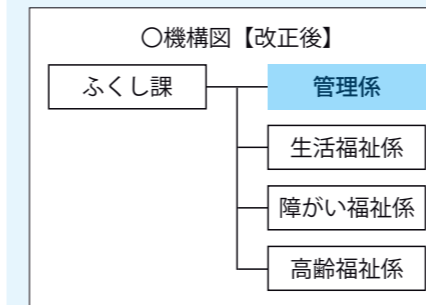 〇機構図【改正後】
ふくし課
管理係
生活福祉係
障がい福祉係
高齢福祉係